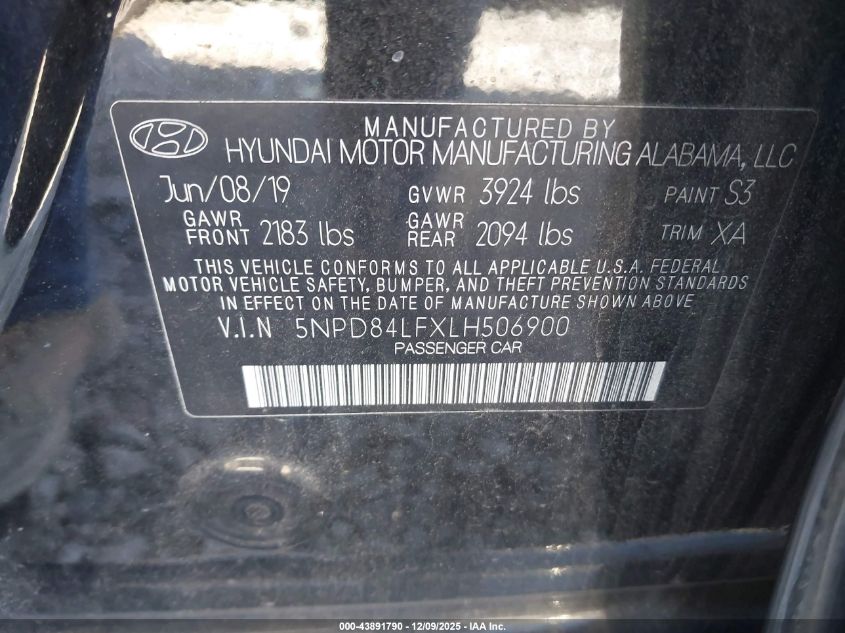 MANUFACTURED BY
HYUNDAI MOTOR MANUFACTURING ALABAMA, LLC
Jun/08/19 GVWR 3924 lbs PAINT S3
GAWR FRONT 2183 lbs GAWR REAR 2094 lbs TRIM XA
THIS VEHICLE CONFORMS TO ALL APPLICABLE U.S.A. FEDERAL
MOTOR VEHICLE SAFETY, BUMPER, AND THEFT PREVENTION STANDARDS
IN EFFECT ON THE DATE OF MANUFACTURE SHOWN ABOVE
V.I.N 5NPD84LFXLH506900
PASSENGER CAR
000-43891790 - 12/09/2025 - IAA Inc.